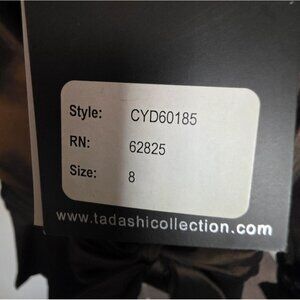 Style: CYD60185
RN: 62825
Size: 8
www.tadashicollection.com